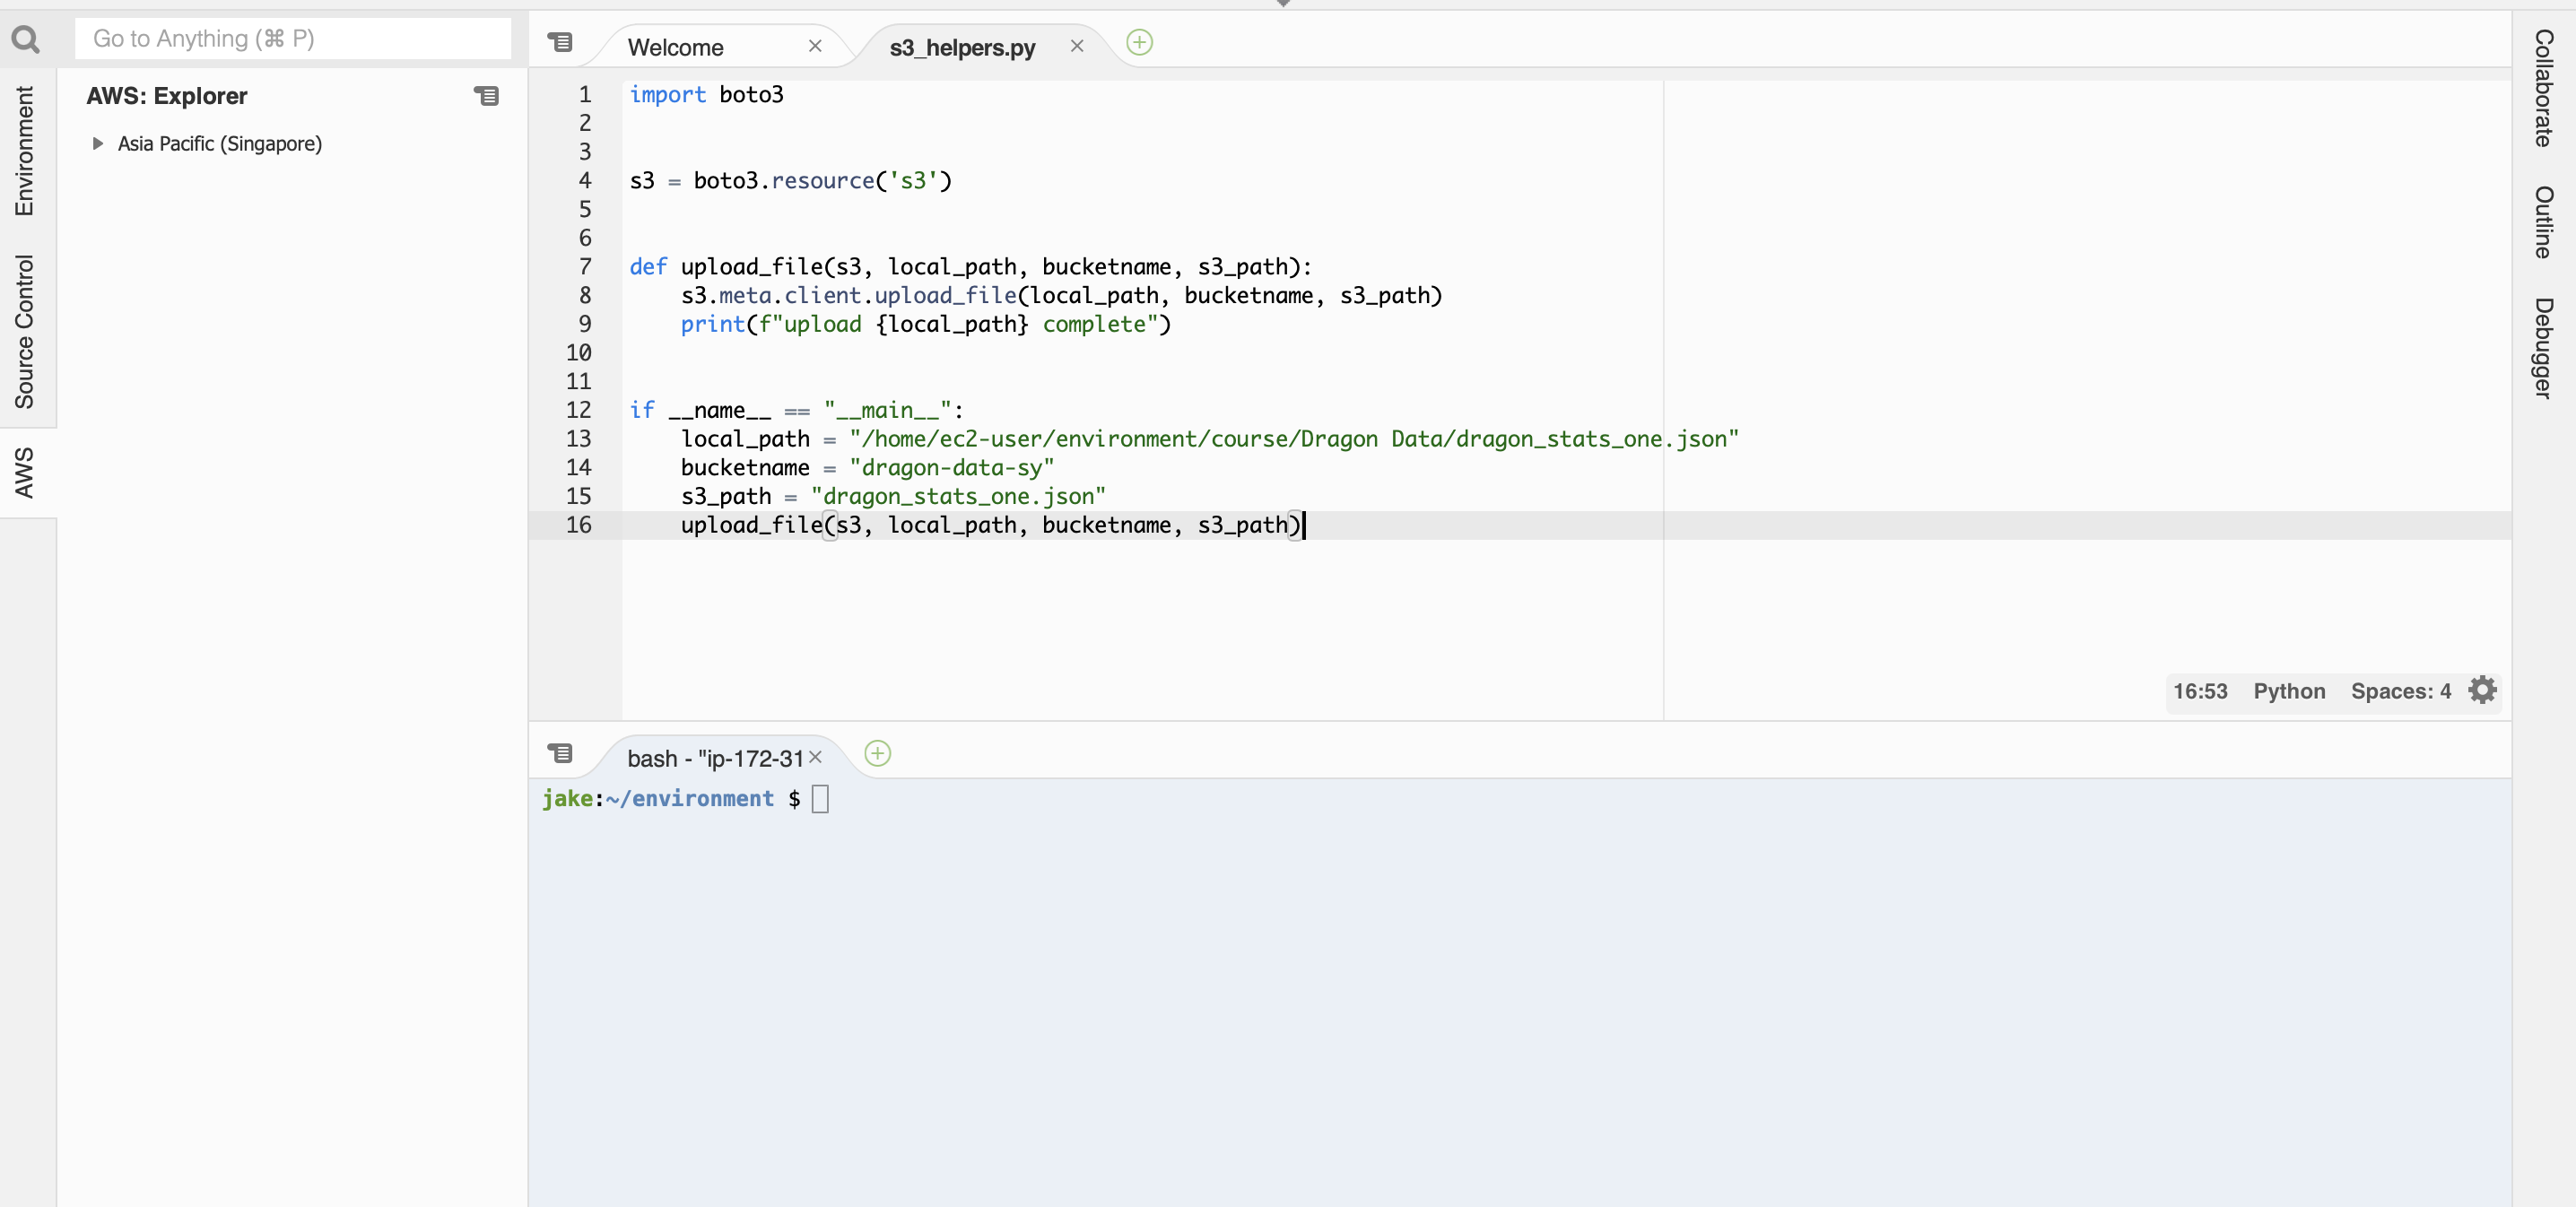 Go to Anything (⌘ P)
Environment
Source Control
AWS
AWS: Explorer
Asia Pacific (Singapore)
Welcome
s3_helpers.py
1 import boto3
2
3
4 s3 = boto3.resource('s3')
5
6
7 def upload_file(s3, local_path, bucketname, s3_path):
8     s3.meta.client.upload_file(local_path, bucketname, s3_path)
9     print(f"upload {local_path} complete")
10
11
12 if __name__ == "__main__":
13     local_path = "/home/ec2-user/environment/course/Dragon Data/dragon_stats_one.json"
14     bucketname = "dragon-data-sy"
15     s3_path = "dragon_stats_one.json"
16     upload_file(s3, local_path, bucketname, s3_path)
16:53 Python Spaces: 4
bash - "ip-172-31
jake:~/environment $
Collaborate
Outline
Debugger